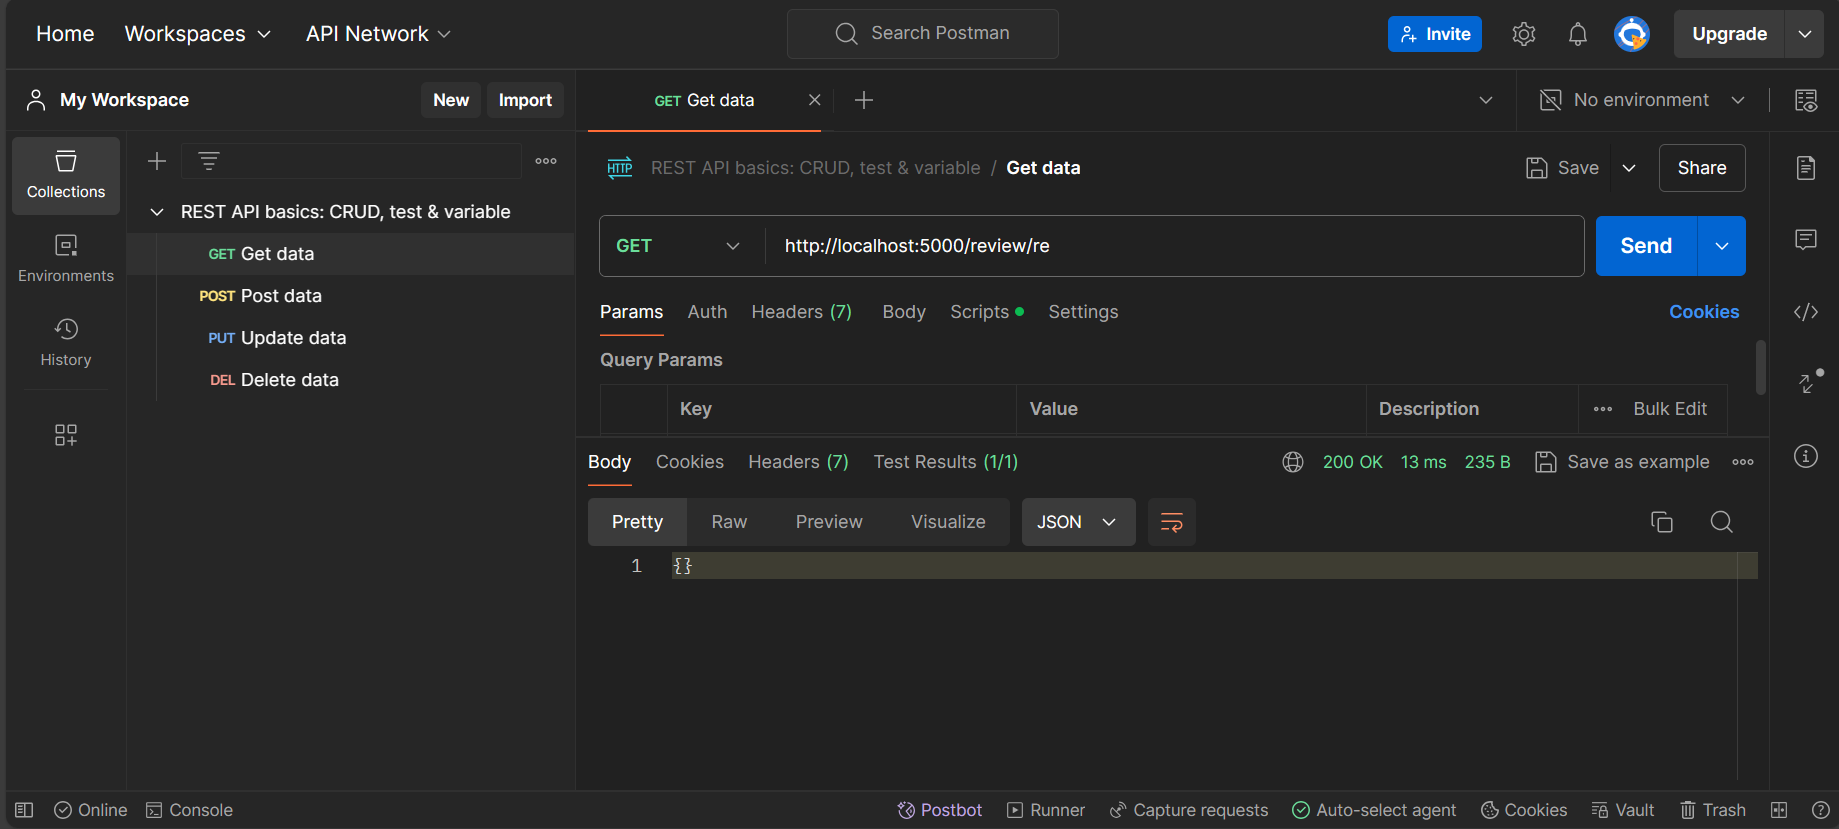 Home Workspaces API Network Search Postman Invite Upgrade
My Workspace New Import GET Get data No environment
Collections
REST API basics: CRUD, test & variable
GET Get data
POST Post data
PUT Update data
DEL Delete data
Environments
History
HTTP REST API basics: CRUD, test & variable / Get data Save Share
GET http://localhost:5000/review/re Send
Params Auth Headers (7) Body Scripts Settings Cookies
Query Params
Key Value Description Bulk Edit
Body Cookies Headers (7) Test Results (1/1) 200 OK 13 ms 235 B Save as example
Pretty Raw Preview Visualize JSON
1 {}
Online Console Postbot Runner Capture requests Auto-select agent Cookies Vault Trash